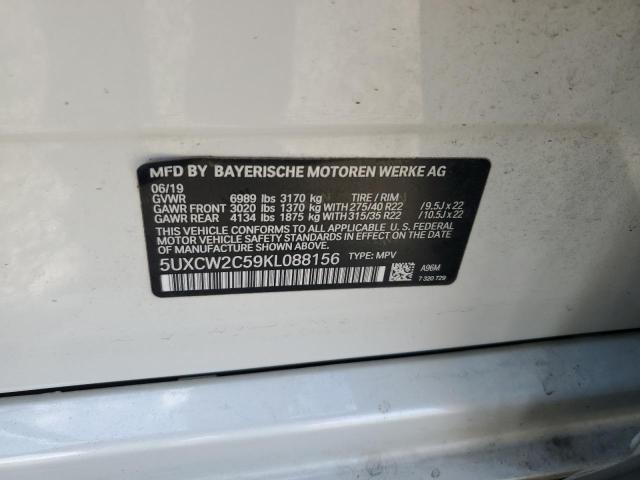 MFD BY BAYERISCHE MOTOREN WERKE AG
06/19
GVWR 6989 lbs 3170 kg TIRE / RIM
GAWR FRONT 3020 lbs 1370 kg WITH 275/40 R22 / 9.5J x 22
GAWR REAR 4134 lbs 1875 kg WITH 315/35 R22 / 10.5J x 22
THIS VEHICLE CONFORMS TO ALL APPLICABLE FEDERAL MOTOR
VEHICLE SAFETY STANDARDS IN EFFECT ON THE DATE
OF MANUFACTURE SHOWN ABOVE.
5UXCW2C59KL088156 TYPE: MPV
A96M
7 320 729